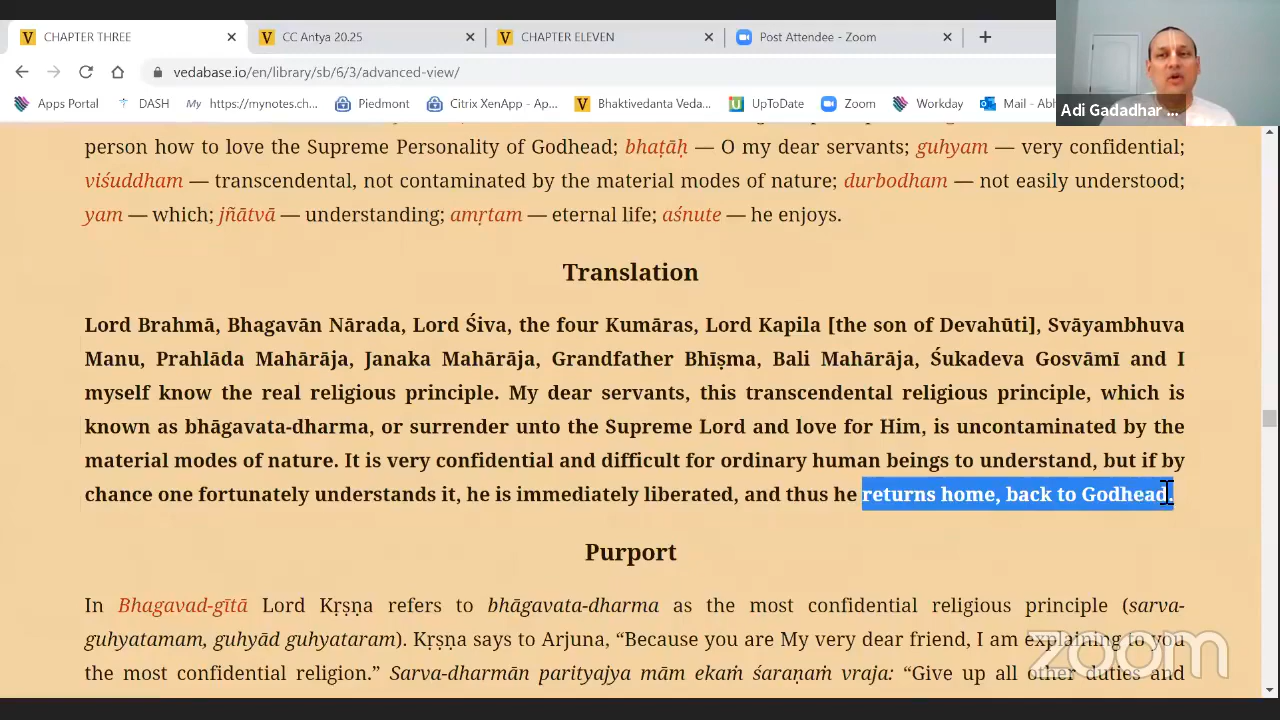 CHAPTER THREE
CC Antya 20.25
CHAPTER ELEVEN
Post Attendee - Zoom
vedabase.io/en/library/sb/6/3/advanced-view/
Apps Portal DASH My https://mynotes.ch... Piedmont Citrix XenApp - Ap... Bhaktivedanta Veda... UpToDate Zoom Workday Mail - Abh
Adi Gadadhar ...
person how to love the Supreme Personality of Godhead; bhaṭāḥ — O my dear servants; guhyam — very confidential;
viśuddham — transcendental, not contaminated by the material modes of nature; durbodham — not easily understood;
yam — which; jñātvā — understanding; amṛtam — eternal life; aśnute — he enjoys.
Translation
Lord Brahmā, Bhagavān Nārada, Lord Śiva, the four Kumāras, Lord Kapila [the son of Devahūti], Svāyambhuva
Manu, Prahlāda Mahārāja, Janaka Mahārāja, Grandfather Bhīṣma, Bali Mahārāja, Śukadeva Gosvāmī and I
myself know the real religious principle. My dear servants, this transcendental religious principle, which is
known as bhāgavata-dharma, or surrender unto the Supreme Lord and love for Him, is uncontaminated by the
material modes of nature. It is very confidential and difficult for ordinary human beings to understand, but if by
chance one fortunately understands it, he is immediately liberated, and thus he returns home, back to Godhead.
Purport
In Bhagavad-gītā Lord Kṛṣṇa refers to bhāgavata-dharma as the most confidential religious principle (sarva-
guhyatamam, guhyād guhyataram). Kṛṣṇa says to Arjuna, “Because you are My very dear friend, I am explaining to you
the most confidential religion.” Sarva-dharmān parityajya mām ekaṁ śaraṇaṁ vraja: “Give up all other duties and
zoom